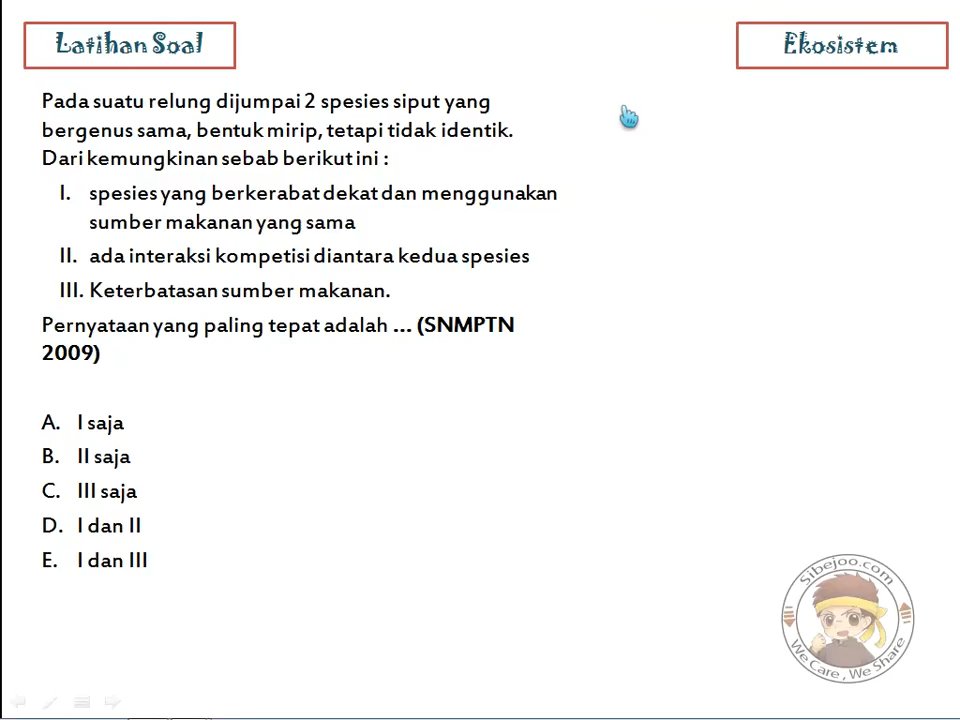 Latihan Soal
Ekosistem
Pada suatu relung dijumpai 2 spesies siput yang
bergenus sama, bentuk mirip, tetapi tidak identik.
Dari kemungkinan sebab berikut ini :
I. spesies yang berkerabat dekat dan menggunakan
sumber makanan yang sama
II. ada interaksi kompetisi diantara kedua spesies
III. Keterbatasan sumber makanan.
Pernyataan yang paling tepat adalah ... (SNMPTN
2009)
A. I saja
B. II saja
C. III saja
D. I dan II
E. I dan III
Sibejoo.com
We Care , We Share